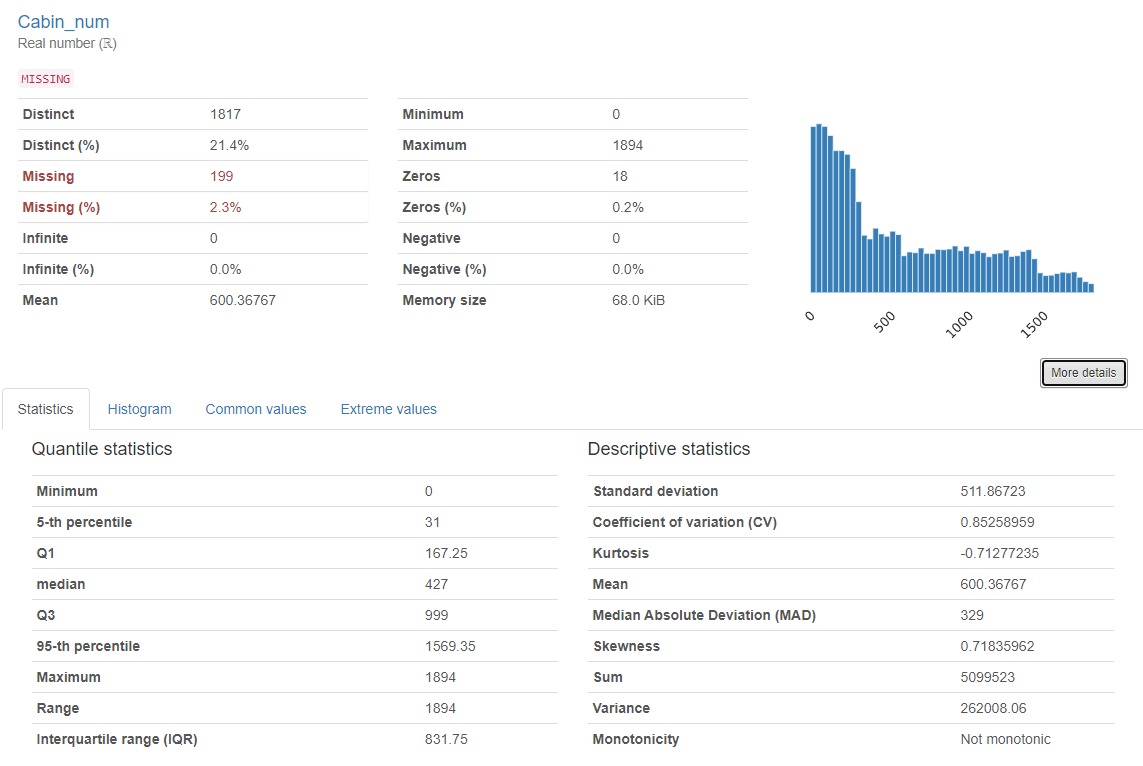 Cabin_num
Real number (ℝ)
MISSING
Distinct 1817
Distinct (%) 21.4%
Missing 199
Missing (%) 2.3%
Infinite 0
Infinite (%) 0.0%
Mean 600.36767
Minimum 0
Maximum 1894
Zeros 18
Zeros (%) 0.2%
Negative 0
Negative (%) 0.0%
Memory size 68.0 KiB
0 500 1000 1500
More details
Statistics Histogram Common values Extreme values
Quantile statistics
Minimum 0
5-th percentile 31
Q1 167.25
median 427
Q3 999
95-th percentile 1569.35
Maximum 1894
Range 1894
Interquartile range (IQR) 831.75
Descriptive statistics
Standard deviation 511.86723
Coefficient of variation (CV) 0.85258959
Kurtosis -0.71277235
Mean 600.36767
Median Absolute Deviation (MAD) 329
Skewness 0.71835962
Sum 5099523
Variance 262008.06
Monotonicity Not monotonic